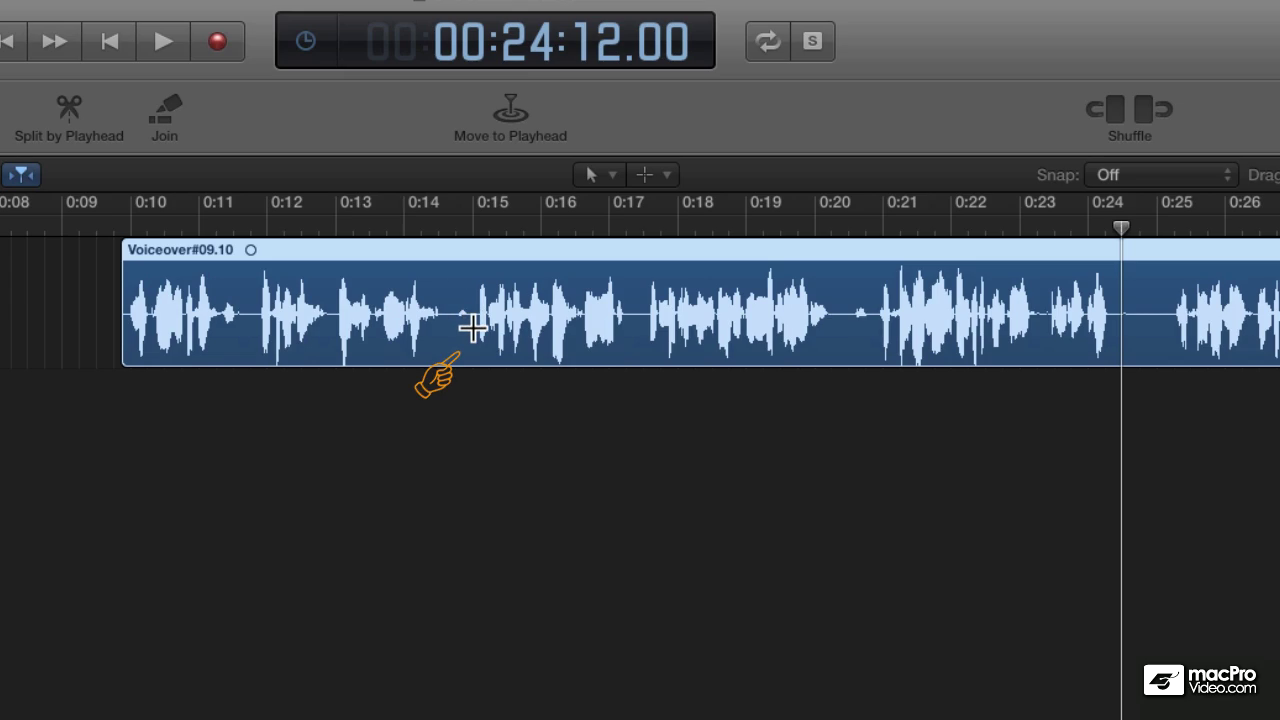 00:00:24:12.00
S
Split by Playhead
Join
Move to Playhead
Shuffle
Snap: Off
Drag
0:08 0:09 0:10 0:11 0:12 0:13 0:14 0:15 0:16 0:17 0:18 0:19 0:20 0:21 0:22 0:23 0:24 0:25 0:26
Voiceover#09.10
macPro
Video.com